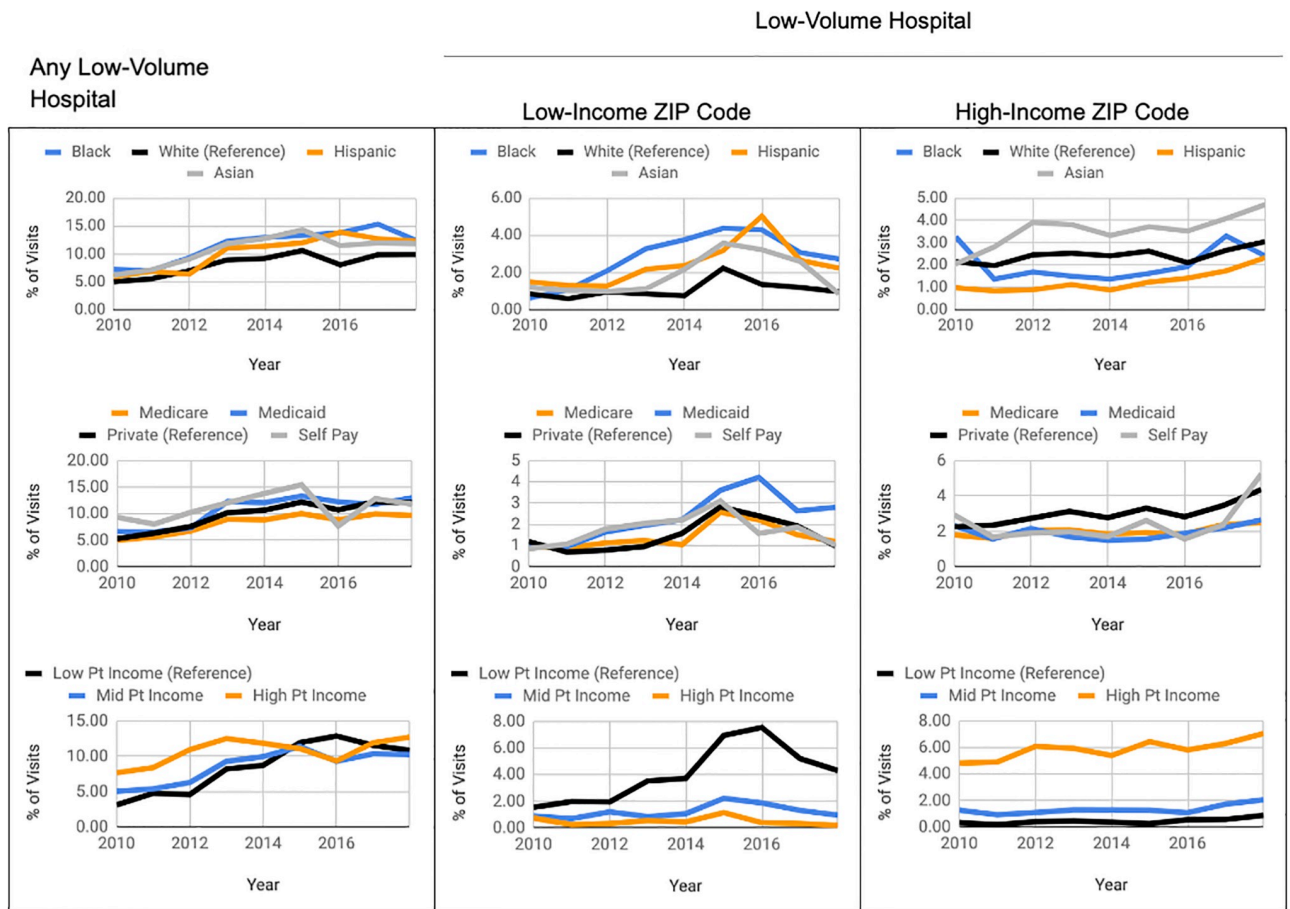 Low-Volume Hospital
Any Low-Volume
Hospital
Low-Income ZIP Code
High-Income ZIP Code
Black White (Reference) Hispanic
Asian
% of Visits
20.00
15.00
10.00
5.00
0.00
2010 2012 2014 2016
Year
Black White (Reference) Hispanic
Asian
% of Visits
6.00
4.00
2.00
0.00
2010 2012 2014 2016
Year
Black White (Reference) Hispanic
Asian
% of Visits
5.00
4.00
3.00
2.00
1.00
0.00
2010 2012 2014 2016
Year
Medicare Medicaid
Private (Reference) Self Pay
% of Visits
20.00
15.00
10.00
5.00
0.00
2010 2012 2014 2016
Year
Medicare Medicaid
Private (Reference) Self Pay
% of Visits
5
4
3
2
1
0
2010 2012 2014 2016
Year
Medicare Medicaid
Private (Reference) Self Pay
% of Visits
6
4
2
0
2010 2012 2014 2016
Year
Low Pt Income (Reference)
Mid Pt Income High Pt Income
% of Visits
15.00
10.00
5.00
0.00
2010 2012 2014 2016
Year
Low Pt Income (Reference)
Mid Pt Income High Pt Income
% of Visits
8.00
6.00
4.00
2.00
0.00
2010 2012 2014 2016
Year
Low Pt Income (Reference)
Mid Pt Income High Pt Income
% of Visits
8.00
6.00
4.00
2.00
0.00
2010 2012 2014 2016
Year